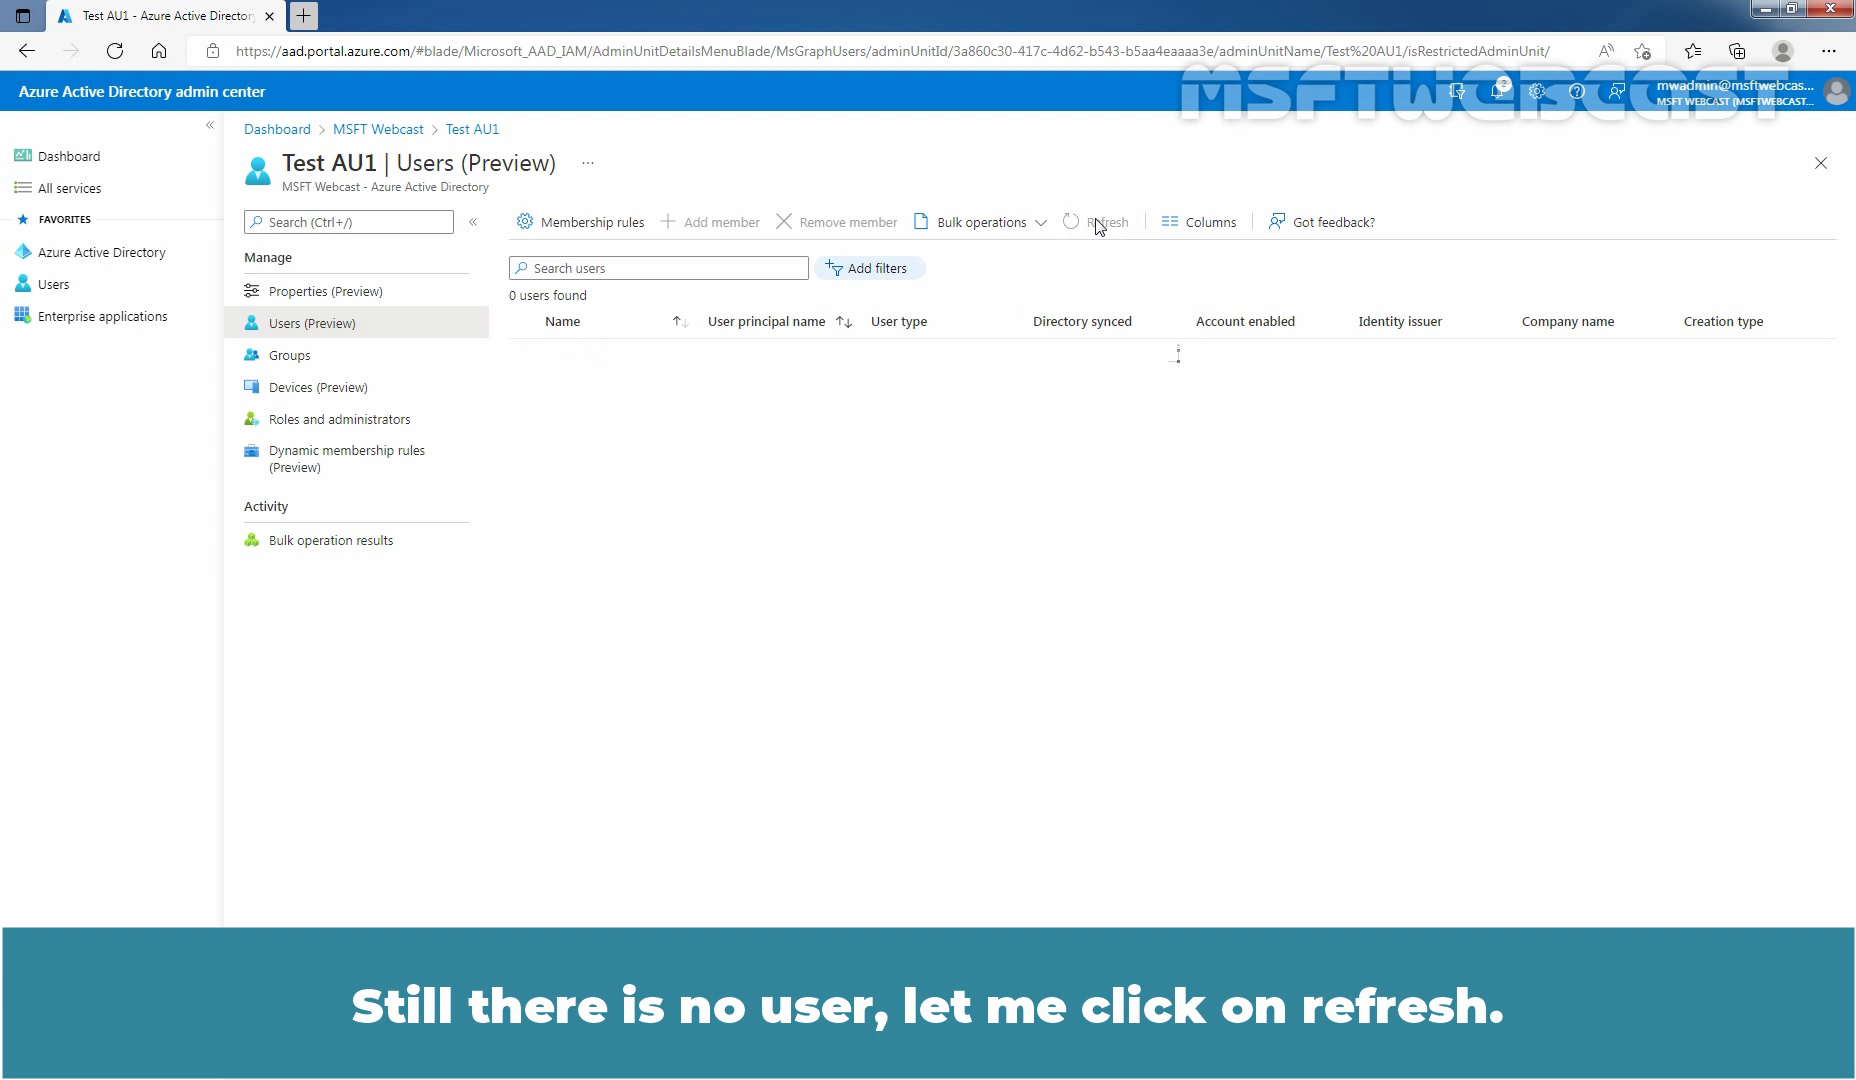 Test AU1 - Azure Active Director
https://aad.portal.azure.com/#blade/Microsoft_AAD_IAM/AdminUnitDetailsMenuBlade/MsGraphUsers/adminUnitId/3a860c30-417c-4d62-b543-b5aa4eaaaa3e/adminUnitName/Test%20AU1/isRestrictedAdminUnit/
MSFTWEBCAST
Azure Active Directory admin center
2
mwadmin@msftwebcas...
MSFT WEBCAST (MSFTWEBCAST...
Dashboard > MSFT Webcast > Test AU1
Dashboard
All services
FAVORITES
Azure Active Directory
Users
Enterprise applications
Test AU1 | Users (Preview) ...
MSFT Webcast - Azure Active Directory
Search (Ctrl+/)
Manage
Properties (Preview)
Users (Preview)
Groups
Devices (Preview)
Roles and administrators
Dynamic membership rules
(Preview)
Activity
Bulk operation results
Membership rules Add member Remove member Bulk operations Refresh Columns Got feedback?
Search users Add filters
0 users found
Name User principal name User type Directory synced Account enabled Identity issuer Company name Creation type
Still there is no user, let me click on refresh.